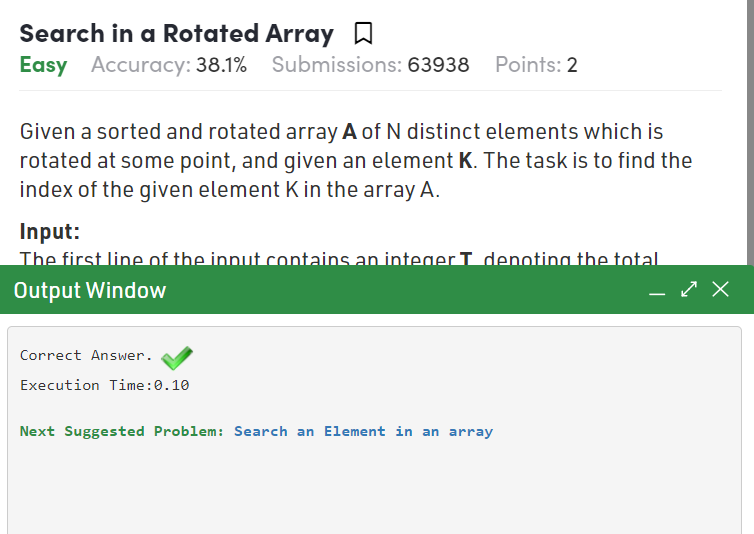 Search in a Rotated Array
Easy Accuracy: 38.1% Submissions: 63938 Points: 2
Given a sorted and rotated array A of N distinct elements which is
rotated at some point, and given an element K. The task is to find the
index of the given element K in the array A.
Input:
The first line of the input contains an integer T, denoting the total
Output Window
Correct Answer.
Execution Time:0.10
Next Suggested Problem: Search an Element in an array